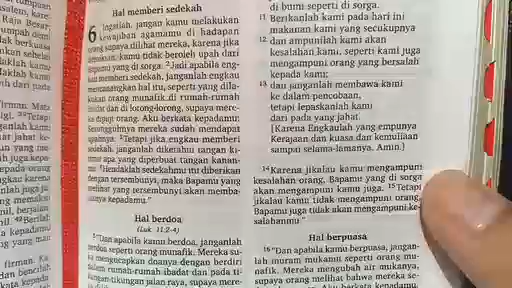 Hal memberi sedekah
6 Ingatlah, jangan kamu melakukan
kewajiban agamamu di hadapan
orang supaya dilihat mereka, karena jika
demikian, kamu tidak beroleh upah dari
Bapamu yang di sorga. 2Jadi apabila eng-
kau memberi sedekah, janganlah engkau
mencanangkan hal itu, seperti yang dila-
kukan orang munafik di rumah-rumah
ibadat dan di lorong-lorong, supaya mere-
ka dipuji orang. Aku berkata kepadamu:
Sesungguhnya mereka sudah mendapat
upahnya. 3Tetapi jika engkau memberi
sedekah, janganlah diketahui tangan ki-
rimu apa yang diperbuat tangan kanan-
mu. 4Hendaklah sedekahmu itu diberikan
dengan tersembunyi, maka Bapamu yang
melihat yang tersembunyi akan memba-
lasnya kepadamu."
Hal berdoa
(Luk. 11:2-4)
5"Dan apabila kamu berdoa, janganlah
berdoa seperti orang munafik. Mereka su-
ka mengucapkan doanya dengan berdiri
dalam rumah-rumah ibadat dan pada ti-
kungan-tikungan jalan raya, supaya mere-
di bumi seperti di sorga.
11 Berikanlah kami pada hari ini
makanan kami yang secukupnya
12 dan ampunilah kami akan
kesalahan kami, seperti kami juga
mengampuni orang yang bersalah
kepada kami;
13 dan janganlah membawa kami
ke dalam pencobaan,
tetapi lepaskanlah kami
dari pada yang jahat.
[Karena Engkaulah yang empunya
Kerajaan dan kuasa dan kemuliaan
sampai selama-lamanya. Amin.]
14Karena jikalau kamu mengampuni
kesalahan orang, Bapamu yang di sorga
akan mengampuni kamu juga. 15Tetapi
jikalau kamu tidak mengampuni orang,
Bapamu juga tidak akan mengampuni ke-
salahanmu."
Hal berpuasa
16"Dan apabila kamu berpuasa, jangan-
lah muram mukamu seperti orang mu-
nafik. Mereka mengubah air mukanya,
supaya orang melihat bahwa mereka se-
Aku berkata kepadamu,